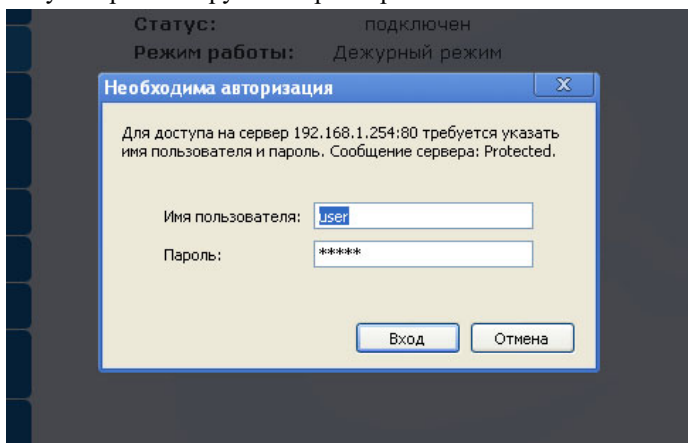 Статус: подключен
Режим работы: Дежурный режим
Необходима авторизация
Для доступа на сервер 192.168.1.254:80 требуется указать
имя пользователя и пароль. Сообщение сервера: Protected.
Имя пользователя: user
Пароль: *****
Вход Отмена